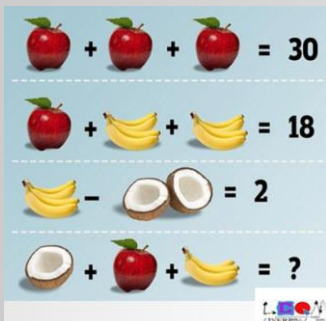 + + = 30
+ + = 18
- = 2
+ + = ?